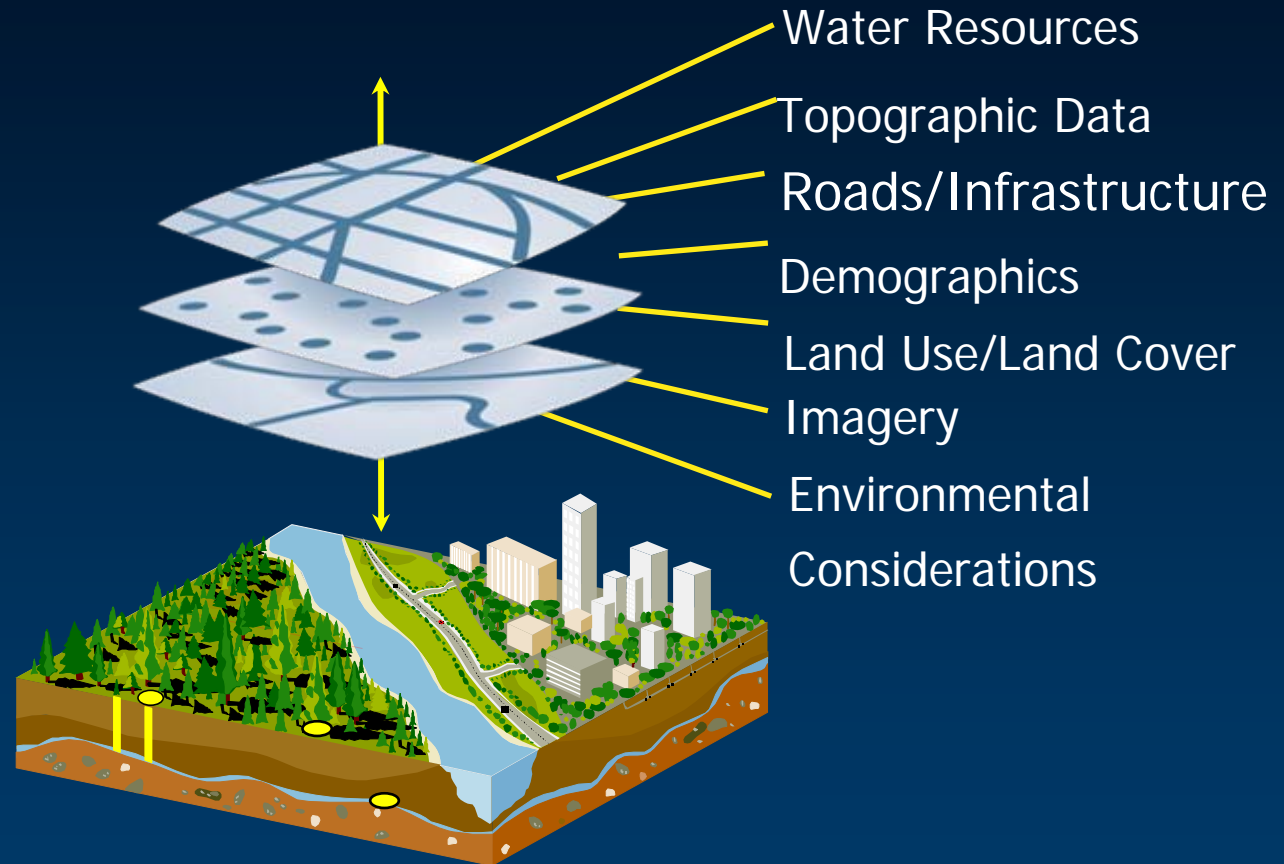 Water Resources
Topographic Data
Roads/Infrastructure
Demographics
Land Use/Land Cover
Imagery
Environmental
Considerations